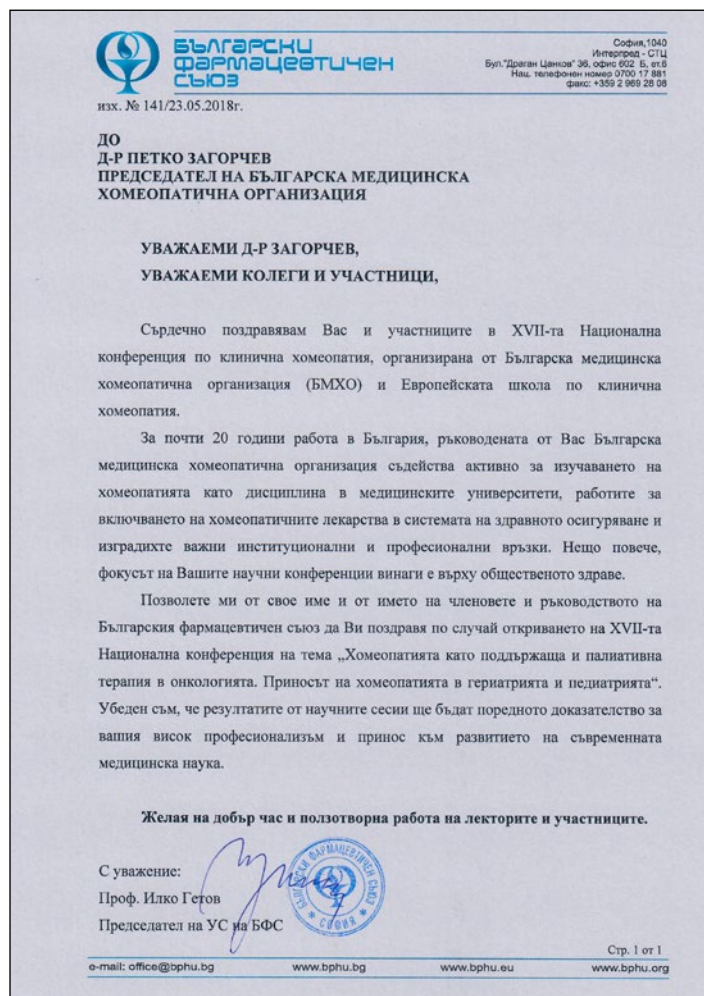 БЪЛГАРСКИ
ФАРМАЦЕВТИЧЕН
СЪЮЗ
София,1040
Интерпред - СТЦ
Бул."Драган Цанков" 36, офис 602 Б, ет.6
Нац. телефонен номер 0700 17 881
факс: +359 2 969 28 08
изх. № 141/23.05.2018г.
ДО
Д-Р ПЕТКО ЗАГОРЧЕВ
ПРЕДСЕДАТЕЛ НА БЪЛГАРСКА МЕДИЦИНСКА
ХОМЕОПАТИЧНА ОРГАНИЗАЦИЯ
УВАЖАЕМИ Д-Р ЗАГОРЧЕВ,
УВАЖАЕМИ КОЛЕГИ И УЧАСТНИЦИ,
Сърдечно поздравявам Вас и участниците в XVII-та Национална
конференция по клинична хомеопатия, организирана от Българска медицинска
хомеопатична организация (БМХО) и Европейската школа по клинична
хомеопатия.
За почти 20 години работа в България, ръководената от Вас Българска
медицинска хомеопатична организация съдейства активно за изучаването на
хомеопатията като дисциплина в медицинските университети, работите за
включването на хомеопатичните лекарства в системата на здравното осигуряване и
изградихте важни институционални и професионални връзки. Нещо повече,
фокусът на Вашите научни конференции винаги е върху общественото здраве.
Позволете ми от свое име и от името на членовете и ръководството на
Българския фармацевтичен съюз да Ви поздравя по случай откриването на XVII-та
Национална конференция на тема „Хомеопатията като поддържаща и палиативна
терапия в онкологията. Приносът на хомеопатията в гериатрията и педиатрията“.
Убеден съм, че резултатите от научните сесии ще бъдат поредното доказателство за
вашия висок професионализъм и принос към развитието на съвременната
медицинска наука.
Желая на добър час и ползотворна работа на лекторите и участниците.
С уважение:
Проф. Илко Гетов
Председател на УС на БФС
БЪЛГАРСКИ ФАРМАЦЕВТИЧЕН СЪЮЗ
* СОФИЯ *
Стр. 1 от 1
e-mail: office@bphu.bg www.bphu.bg www.bphu.eu www.bphu.org